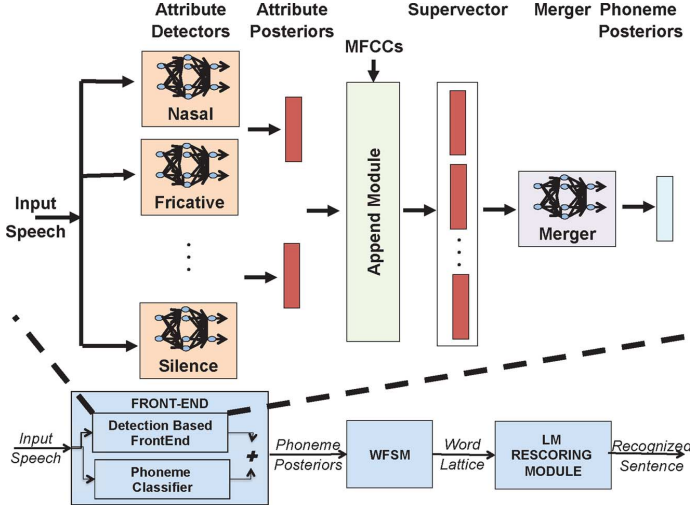 Attribute Attribute Supervector Merger Phoneme
Detectors Posteriors Posteriors
MFCCs
Nasal
Fricative
Input
Speech
Append Module
Merger
Silence
FRONT-END
Detection Based
FrontEnd
Input
Speech
Phoneme
Classifier
+
Phoneme
Posteriors
WFSM
Word
Lattice
LM
RESCORING
MODULE
Recognized
Sentence